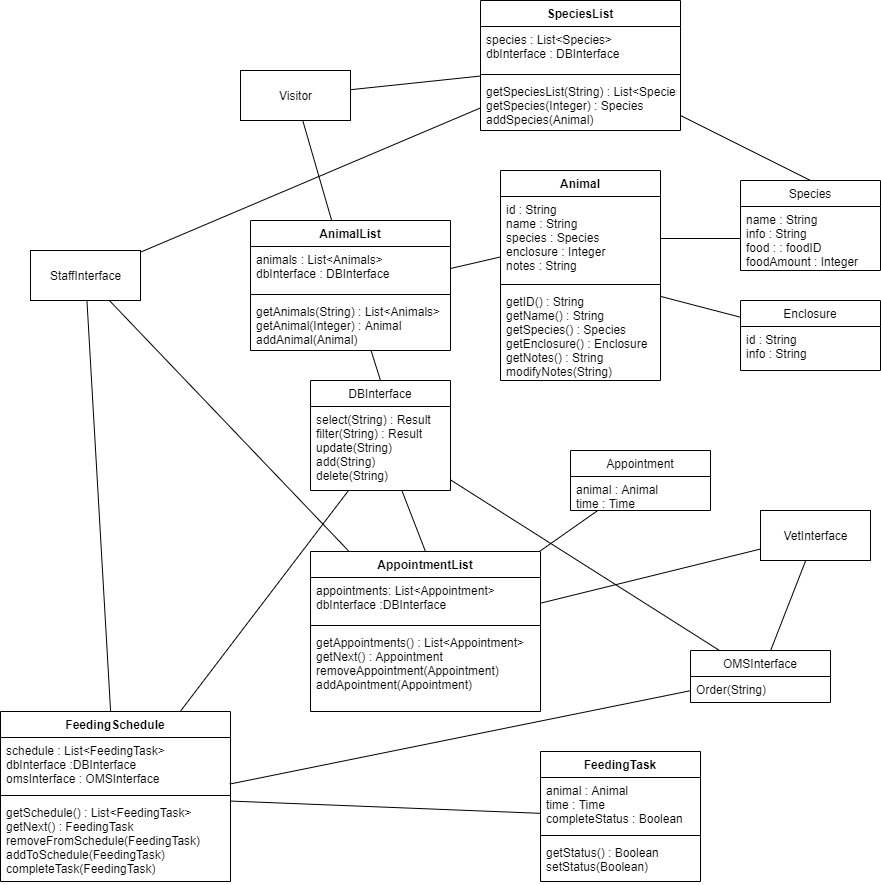 SpeciesList
species : List<Species>
dbInterface : DBInterface
getSpeciesList(String) : List<Specie
getSpecies(Integer) : Species
addSpecies(Animal)
Visitor
Animal
id : String
name : String
species : Species
enclosure : Integer
notes : String
getID() : String
getName() : String
getSpecies() : Species
getEnclosure() : Enclosure
getNotes() : String
modifyNotes(String)
Species
name : String
info : String
food : : foodID
foodAmount : Integer
AnimalList
animals : List<Animals>
dbInterface : DBInterface
getAnimals(String) : List<Animals>
getAnimal(Integer) : Animal
addAnimal(Animal)
StaffInterface
Enclosure
id : String
info : String
DBInterface
select(String) : Result
filter(String) : Result
update(String)
add(String)
delete(String)
Appointment
animal : Animal
time : Time
VetInterface
AppointmentList
appointments: List<Appointment>
dbInterface :DBInterface
getAppointments() : List<Appointment>
getNext() : Appointment
removeAppointment(Appointment)
addApointment(Appointment)
OMSInterface
Order(String)
FeedingSchedule
schedule : List<FeedingTask>
dbInterface :DBInterface
omsInterface : OMSInterface
getSchedule() : List<FeedingTask>
getNext() : FeedingTask
removeFromSchedule(FeedingTask)
addToSchedule(FeedingTask)
completeTask(FeedingTask)
FeedingTask
animal : Animal
time : Time
completeStatus : Boolean
getStatus() : Boolean
setStatus(Boolean)